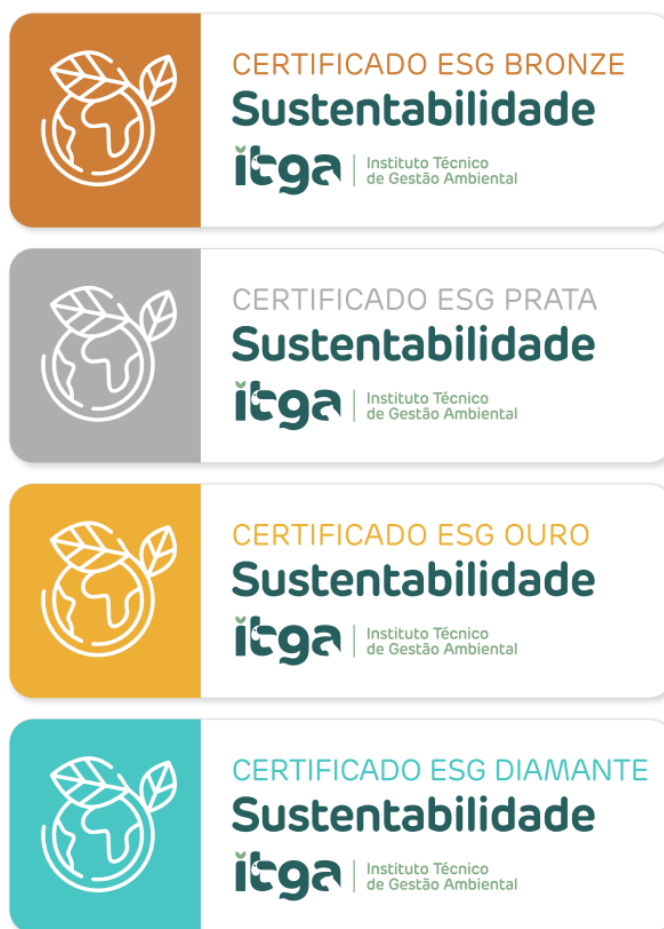 CERTIFICADO ESG BRONZE
Sustentabilidade
itga
Instituto Técnico
de Gestão Ambiental
CERTIFICADO ESG PRATA
Sustentabilidade
itga
Instituto Técnico
de Gestão Ambiental
CERTIFICADO ESG OURO
Sustentabilidade
itga
Instituto Técnico
de Gestão Ambiental
CERTIFICADO ESG DIAMANTE
Sustentabilidade
itga
Instituto Técnico
de Gestão Ambiental